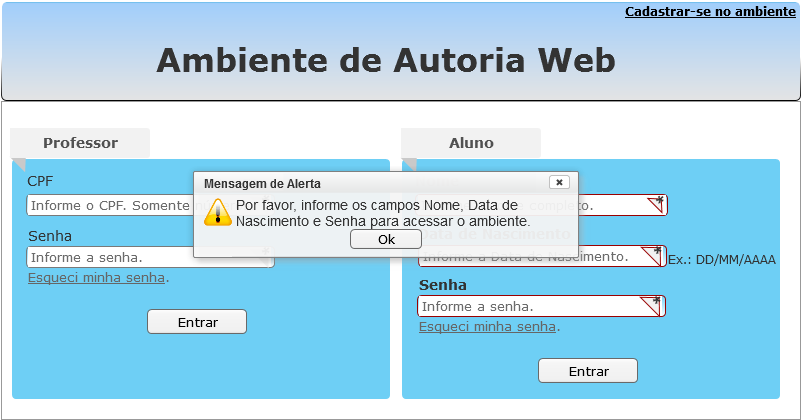 Cadastrar-se no ambiente
Ambiente de Autoria Web
Professor
CPF
Informe o CPF. Somente
Senha
Informe a senha.
Esqueci minha senha.
Entrar
Mensagem de Alerta
Por favor, informe os campos Nome, Data de
Nascimento e Senha para acessar o ambiente.
Ok
Aluno
completo.
Data de Nascimento
Informe a Data de Nascimento.
Ex.: DD/MM/AAAA
Senha
Informe a senha.
Esqueci minha senha.
Entrar